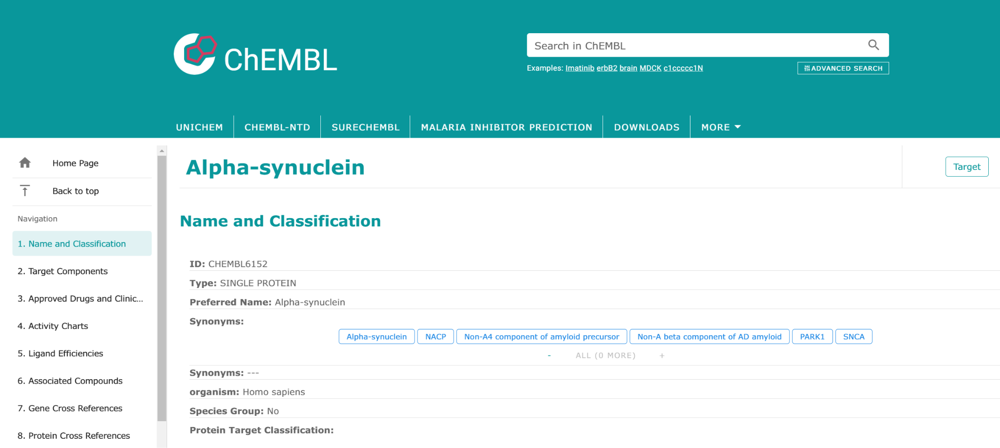 ChEMBL
Search in ChEMBL
Examples: Imatinib erbB2 brain MDCK c1ccccc1N
ADVANCED SEARCH
UNICHEM
CHEMBL-NTD
SURECHEMBL
MALARIA INHIBITOR PREDICTION
DOWNLOADS
MORE
Home Page
Back to top
Navigation
1. Name and Classification
2. Target Components
3. Approved Drugs and Clinic...
4. Activity Charts
5. Ligand Efficiencies
6. Associated Compounds
7. Gene Cross References
8. Protein Cross References
Alpha-synuclein
Target
Name and Classification
ID: CHEMBL6152
Type: SINGLE PROTEIN
Preferred Name: Alpha-synuclein
Synonyms:
Alpha-synuclein NACP Non-A4 component of amyloid precursor Non-A beta component of AD amyloid PARK1 SNCA
- ALL (0 MORE) +
Synonyms: ---
organism: Homo sapiens
Species Group: No
Protein Target Classification: